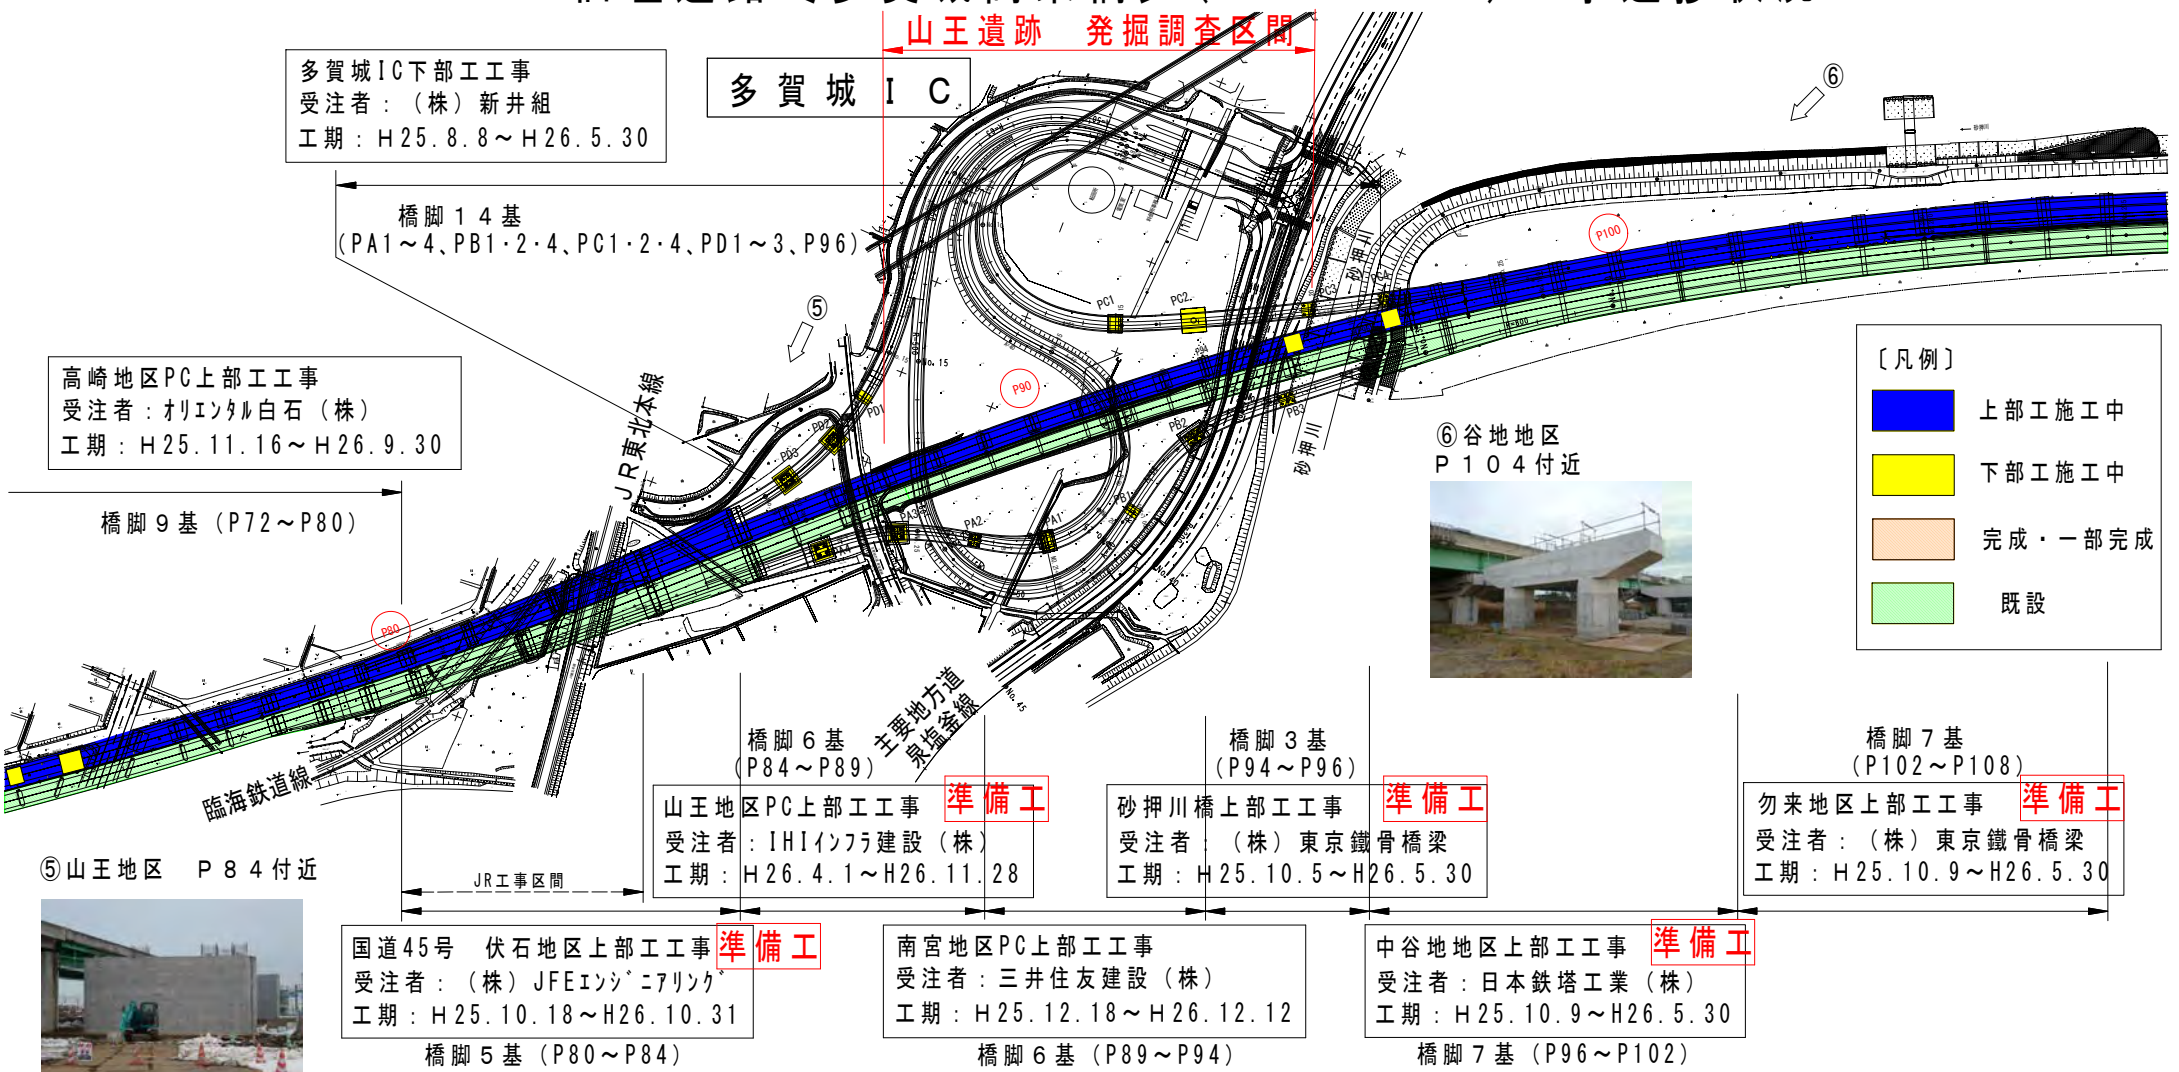 山王遺跡　発掘調査区間
多賀城IC下部工工事
受注者：（株）新井組
工期：H25.8.8～H26.5.30
多賀城IC
⑥
橋脚14基
(PA1～4､PB1･2･4､PC1･2･4､PD1～3､P96)
⑤
P100
砂押川
PC1
PC2
PC3
PC4
P90
高崎地区PC上部工工事
受注者：ｵﾘｴﾝﾀﾙ白石（株）
工期：H25.11.16～H26.9.30
JR東北本線
PD1
PD2
PD3
PB2
PB3
PB1
砂押川
PA3
PA2
PA1
橋脚9基（P72～P80）
P80
⑥谷地地区
P104付近
〔凡例〕
上部工施工中
下部工施工中
完成・一部完成
既設
臨海鉄道線
主要地方道
泉塩釜線
No.45
No.15
橋脚6基
(P84～P89)
山王地区PC上部工工事
準備工
受注者：IHIｲﾝﾌﾗ建設（株）
工期：H26.4.1～H26.11.28
橋脚3基
(P94～P96)
砂押川橋上部工工事
準備工
受注者：（株）東京鐵骨橋梁
工期：H25.10.5～H26.5.30
橋脚7基
(P102～P108)
勿来地区上部工工事
準備工
受注者：（株）東京鐵骨橋梁
工期：H25.10.9～H26.5.30
⑤山王地区　P84付近
JR工事区間
国道45号　伏石地区上部工工事
準備工
受注者：（株）JFEｴﾝｼﾞﾆｱﾘﾝｸﾞ
工期：H25.10.18～H26.10.31
橋脚5基（P80～P84）
南宮地区PC上部工工事
受注者：三井住友建設（株）
工期：H25.12.18～H26.12.12
橋脚6基（P89～P94）
中谷地地区上部工工事
準備工
受注者：日本鉄塔工業（株）
工期：H25.10.9～H26.5.30
橋脚7基（P96～P102）